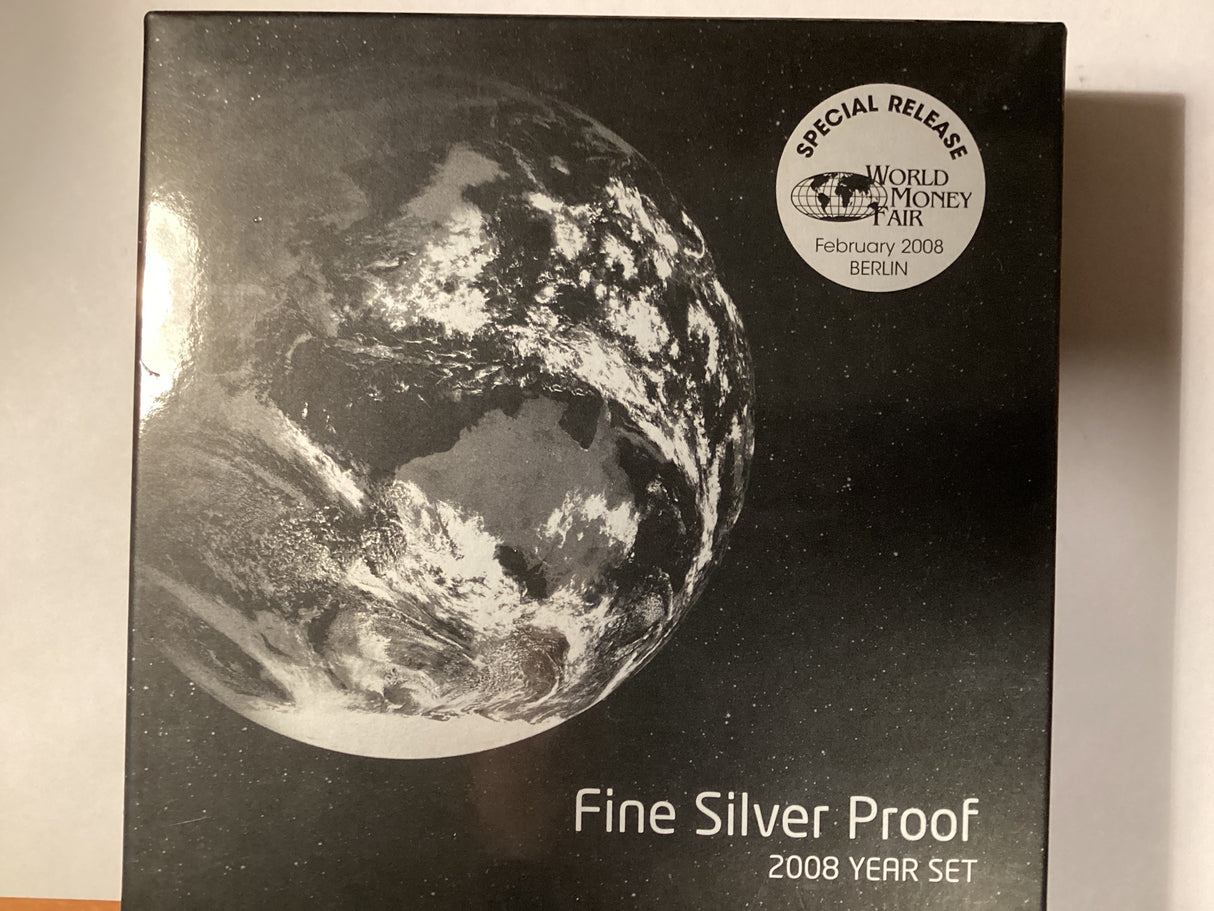 SPECIAL RELEASE
WORLD
MONEY
FAIR
February 2008
BERLIN
Fine Silver Proof
2008 YEAR SET